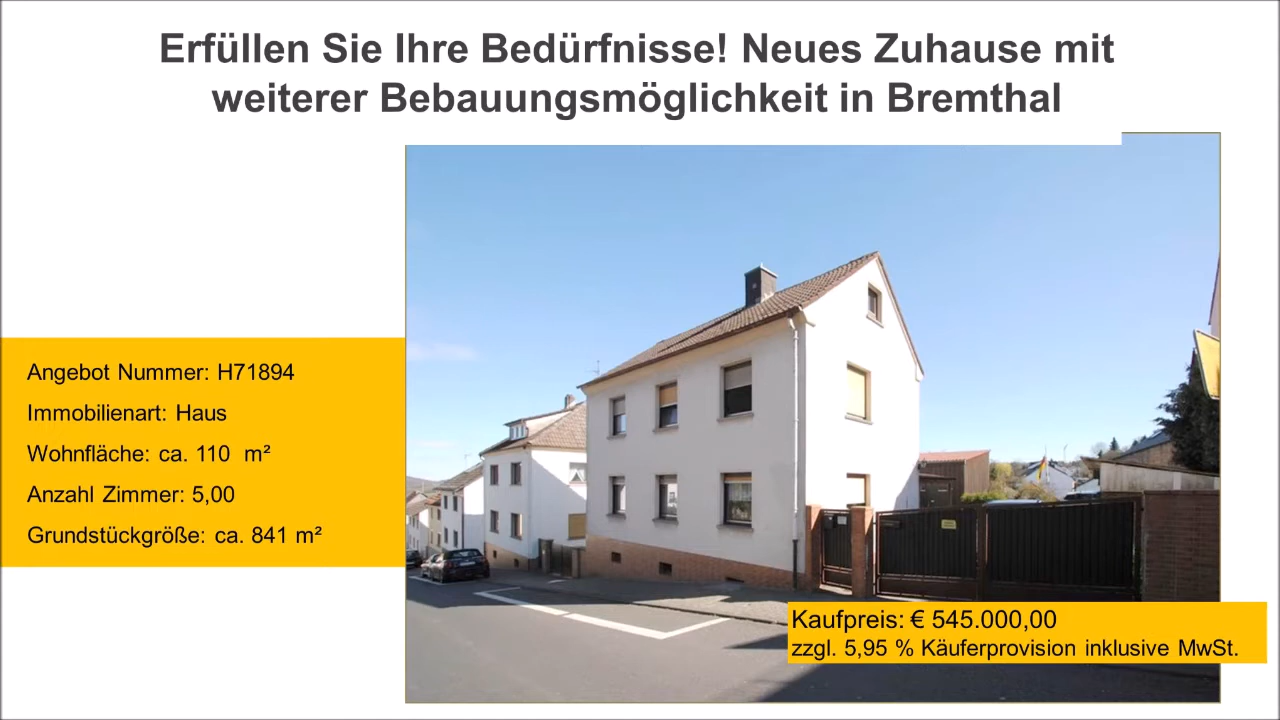 Erfüllen Sie Ihre Bedürfnisse! Neues Zuhause mit
weiterer Bebauungsmöglichkeit in Bremthal
Angebot Nummer: H71894
Immobilienart: Haus
Wohnfläche: ca. 110  m²
Anzahl Zimmer: 5,00
Grundstückgröße: ca. 841 m²
Kaufpreis: € 545.000,00
zzgl. 5,95 % Käuferprovision inklusive MwSt.